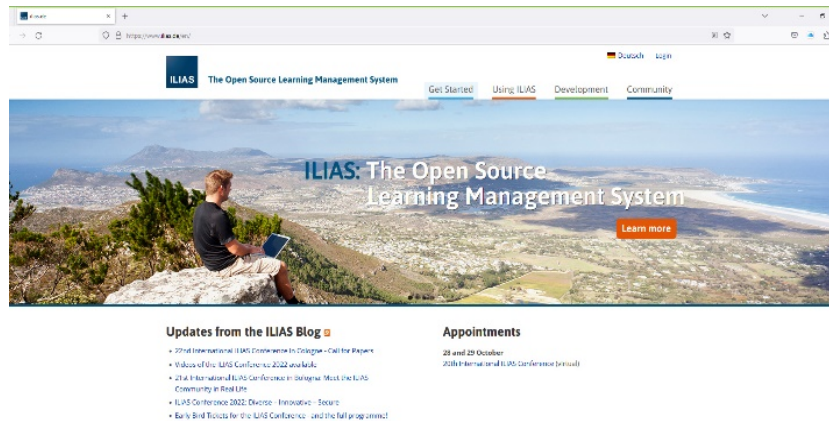 https://www.ilias.de/en/
Deutsch Login
ILIAS The Open Source Learning Management System
Get Started Using ILIAS Development Community
ILIAS: The Open Source
Learning Management System
Learn more
Updates from the ILIAS Blog
22nd International ILIAS Conference in Cologne - Call for Papers
Videos of the ILIAS Conference 2022 available
21st International ILIAS Conference in Bologna: Meet the ILIAS
Community in Real Life
ILIAS Conference 2022: Diverse – Innovative – Secure
Early Bird Tickets for the ILIAS Conference - and the full programme!
Appointments
28 and 29 October
20th International ILIAS Conference (virtual)